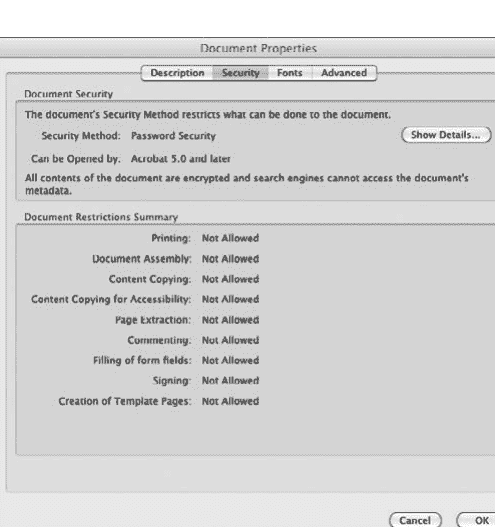 Document Properties
Description Security Fonts Advanced
Document Security
The document's Security Method restricts what can be done to the document.
Security Method: Password Security
Show Details...
Can be Opened by: Acrobat 5.0 and later
All contents of the document are encrypted and search engines cannot access the document's
metadata.
Document Restrictions Summary
Printing: Not Allowed
Document Assembly: Not Allowed
Content Copying: Not Allowed
Content Copying for Accessibility: Not Allowed
Page Extraction: Not Allowed
Commenting: Not Allowed
Filling of form fields: Not Allowed
Signing: Not Allowed
Creation of Template Pages: Not Allowed
Cancel OK